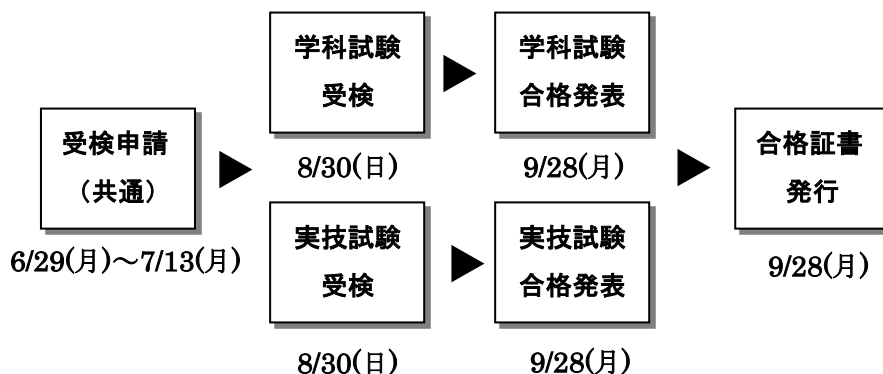 受検申請
（共通）
6/29(月)～7/13(月)
学科試験
受検
8/30(日)
学科試験
合格発表
9/28(月)
実技試験
受検
8/30(日)
実技試験
合格発表
9/28(月)
合格証書
発行
9/28(月)